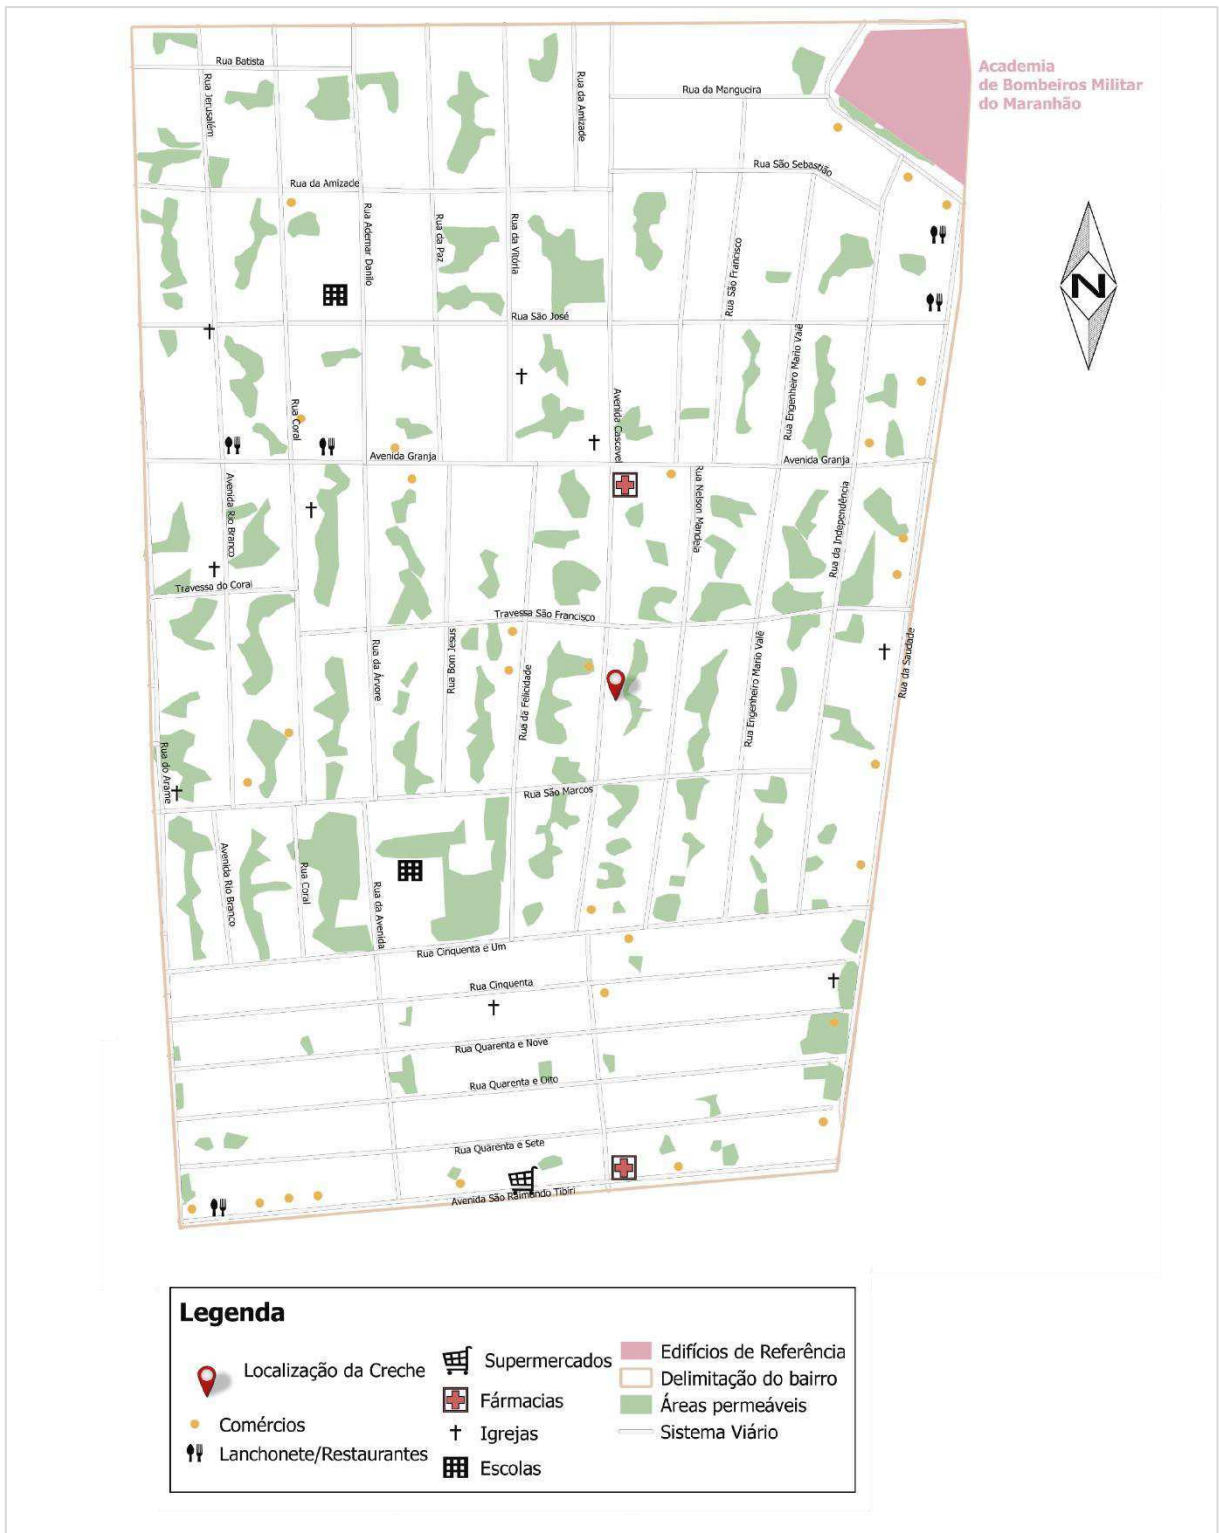 Rua Batista
Rua Jerusalém
Rua da Amizade
Rua da Mangueira
Academia
de Bombeiros Militar
do Maranhão
Rua São Sebastião
Rua da Amizade
Rua Ademar Danilo
Rua da Paz
Rua da Vitória
Rua São Francisco
N
Rua São José
Rua Engenheiro Mario Valê
Avenida Cascavel
Rua Coral
Avenida Granja
Avenida Granja
Avenida Rio Branco
Rua Nelson Mandela
Rua da Independência
Travessa do Coral
Travessa São Francisco
Rua da Árvore
Rua Bom Jesus
Rua da Felicidade
Rua Engenheiro Mario Valê
Rua da Saudade
Rua do Arame
Rua São Marcos
Avenida Rio Branco
Rua Coral
Rua da Avenida
Rua Cinquenta e Um
Rua Cinquenta
Rua Quarenta e Nove
Rua Quarenta e Oito
Rua Quarenta e Sete
Avenida São Raimundo Tibiri
Legenda
Localização da Creche
Comércios
Lanchonete/Restaurantes
Supermercados
Fármacias
Igrejas
Escolas
Edifícios de Referência
Delimitação do bairro
Áreas permeáveis
Sistema Viário